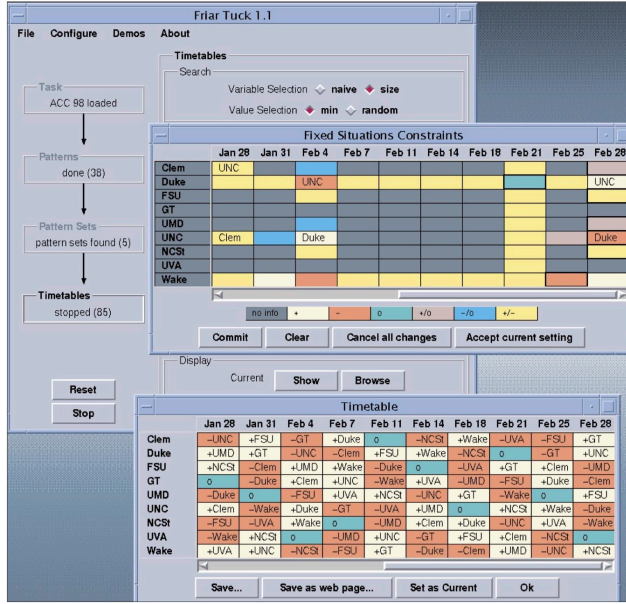 Friar Tuck 1.1
File Configure Demos About
Timetables
Search
Variable Selection naive size
Value Selection min random
Task
ACC 98 loaded
Patterns
done (38)
Pattern Sets
pattern sets found (5)
Timetables
stopped (85)
Reset
Stop
Fixed Situations Constraints
Jan 28 Jan 31 Feb 4 Feb 7 Feb 11 Feb 14 Feb 18 Feb 21 Feb 25 Feb 28
Clem UNC
Duke UNC UNC
FSU
GT
UMD
UNC Clem Duke Duke
NCSt
UVA
Wake
no info + − o +/o −/o +/−
Commit Clear Cancel all changes Accept current setting
Display
Current Show Browse
Timetable
Jan 28 Jan 31 Feb 4 Feb 7 Feb 11 Feb 14 Feb 18 Feb 21 Feb 25 Feb 28
Clem −UNC +FSU −GT +Duke o −NCSt +Wake −UVA −FSU +GT
Duke +UMD +GT −UNC −Clem +FSU +Wake −NCSt o −GT +UNC
FSU +NCSt −Clem +UMD +Wake −Duke o −UVA +GT +Clem −UMD
GT o −Duke +Clem +UNC −Wake +UVA −UMD −FSU +Duke −Clem
UMD −Duke o −FSU +UVA +NCSt −UNC +GT −Wake o +FSU
UNC +Clem −Wake +Duke −GT −UVA +UMD o +NCSt +Wake −Duke
NCSt −FSU −UVA +Wake o −UMD +Clem +Duke −UNC +UVA −Wake
UVA −Wake +NCSt o −UMD +UNC −GT +FSU +Clem −NCSt o
Wake +UVA +UNC −NCSt −FSU +GT −Duke −Clem +UMD −UNC +NCSt
Save... Save as web page... Set as Current Ok